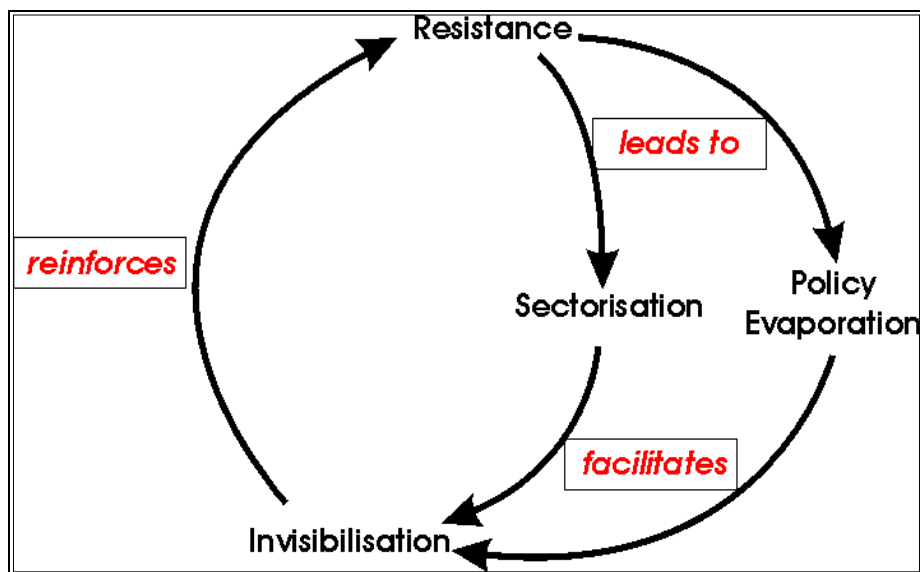 Resistance
leads to
reinforces
Sectorisation
Policy
Evaporation
facilitates
Invisibilisation